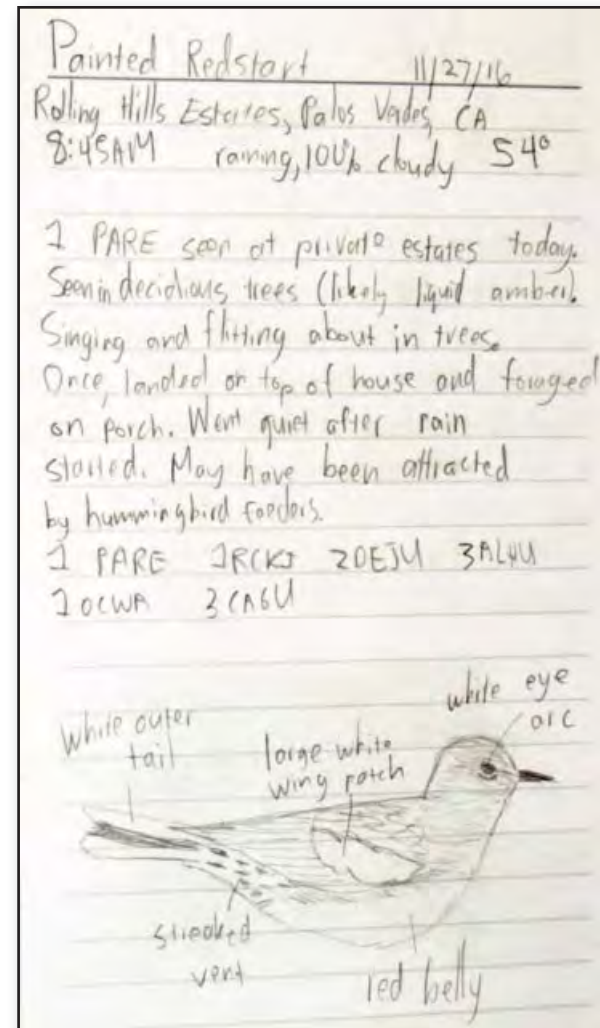 Painted Redstart 11/27/16
Rolling Hills Estates, Palos Verdes, CA
8:45AM raining, 100% cloudy 54°
1 PARE seen at private estates today.
Seen in decidious trees (likely liquid amber).
Singing and flitting about in trees.
Once, landed on top of house and foraged
on porch. Went quiet after rain
started. May have been attracted
by hummingbird feeders.
1 PARE 1RCKI 2DEJU 3ALHU
1 OCWA 3 CAGU
white eye
arc
white outer
tail
large white
wing patch
streaked
vent
red belly